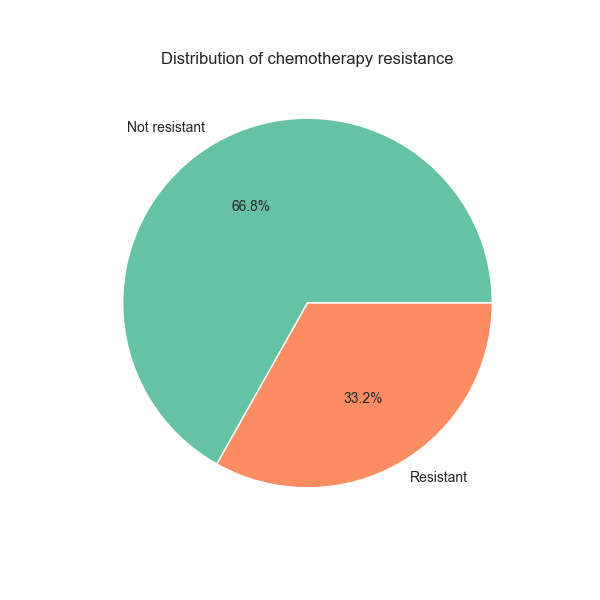 Distribution of chemotherapy resistance
Not resistant
66.8%
33.2%
Resistant